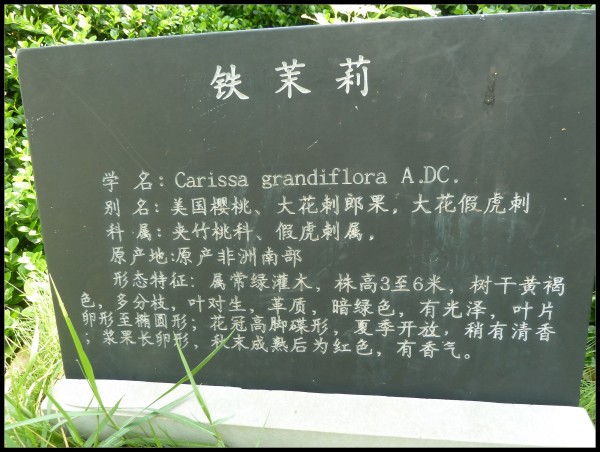 铁茉莉
学 名: Carissa grandiflora A.DC.
别 名: 美国樱桃、大花刺郎果, 大花假虎刺
科 属: 夹竹桃科、假虎刺属,
原产地:原产非洲南部
形态特征: 属常绿灌木, 株高3至6米, 树干黄褐
色, 多分枝, 叶对生, 革质, 暗绿色, 有光泽, 叶片
卵形至椭圆形; 花冠高脚碟形, 夏季开放, 稍有清香
; 浆果长卵形, 秋末成熟后为红色, 有香气。